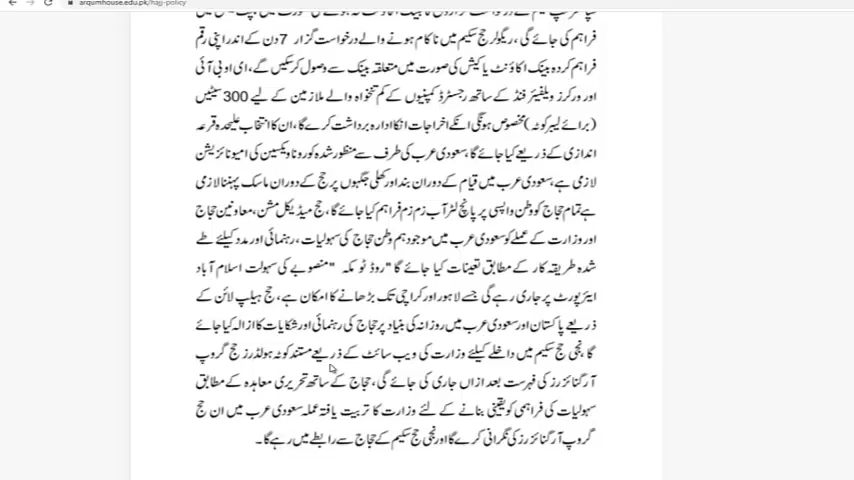 arqumhouse.edu.pk/hajj-policy
فراہم کی جائے گی، ریگولر حج سکیم میں ناکام ہونے والے درخواست گزار 7 دن کے اندر اپنی رقم
فراہم کردہ بینک اکاؤنٹ یا کیش کی صورت میں متعلقہ بینک سے وصول کرسکیں گے، ای او بی آئی
اور ورکرز ویلفیئر فنڈ کے ساتھ رجسٹرڈ کمپنیوں کے کم تنخواہ والے ملازمین کے لیے 300 سیٹیں
(برائے لیبر کوٹہ) مخصوص ہونگی انکے اخراجات انکا ادارہ برداشت کرے گا، ان کا انتخاب علیحدہ قرعہ
اندازی کے ذریعے کیا جائے گا، سعودی عرب کی طرف سے منظور شدہ کورونا ویکسین کی امیونائزیشن
لازمی ہے، سعودی عرب میں قیام کے دوران بند اور کھلی جگہوں پر حج کے دوران ماسک پہننا لازمی
ہے تمام حجاج کو وطن واپسی پر پانچ لٹر آب زم زم فراہم کیا جائے گا، حج میڈیکل مشن، معاونین حجاج
اور وزارت کے عملے کو سعودی عرب میں موجود ہم وطن حجاج کی سہولیات، رہنمائی اور مدد کیلئے طے
شدہ طریقہ کار کے مطابق تعینات کیا جائے گا "روڈ ٹو مکہ" منصوبے کی سہولت اسلام آباد
ایئرپورٹ پر جاری رہے گی جسے لاہور اور کراچی تک بڑھانے کا امکان ہے، حج ہیلپ لائن کے
ذریعے پاکستان اور سعودی عرب میں روزانہ کی بنیاد پر حجاج کی رہنمائی اور شکایات کا ازالہ کیا جائے
گا، نجی حج سکیم میں داخلے کیلئے وزارت کی ویب سائٹ کے ذریعے مستند کوٹہ ہولڈرز حج گروپ
آرگنائزرز کی فہرست بعد ازاں جاری کی جائے گی، حجاج کے ساتھ تحریری معاہدہ کے مطابق
سہولیات کی فراہمی کو یقینی بنانے کے لئے وزارت کا تربیت یافتہ عملہ سعودی عرب میں ان حج
گروپ آرگنائزرز کی نگرانی کرے گا اور نجی حج سکیم کے حجاج سے رابطے میں رہے گا۔